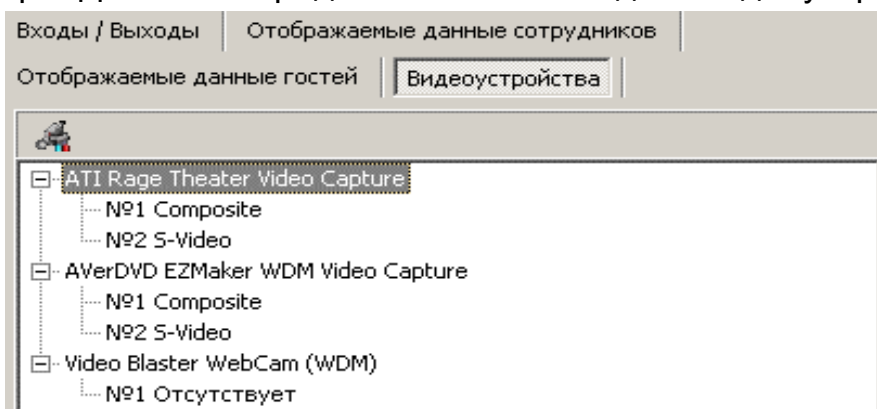 Входы / Выходы Отображаемые данные сотрудников
Отображаемые данные гостей Видеоустройства
ATI Rage Theater Video Capture
№1 Composite
№2 S-Video
AVerDVD EZMaker WDM Video Capture
№1 Composite
№2 S-Video
Video Blaster WebCam (WDM)
№1 Отсутствует